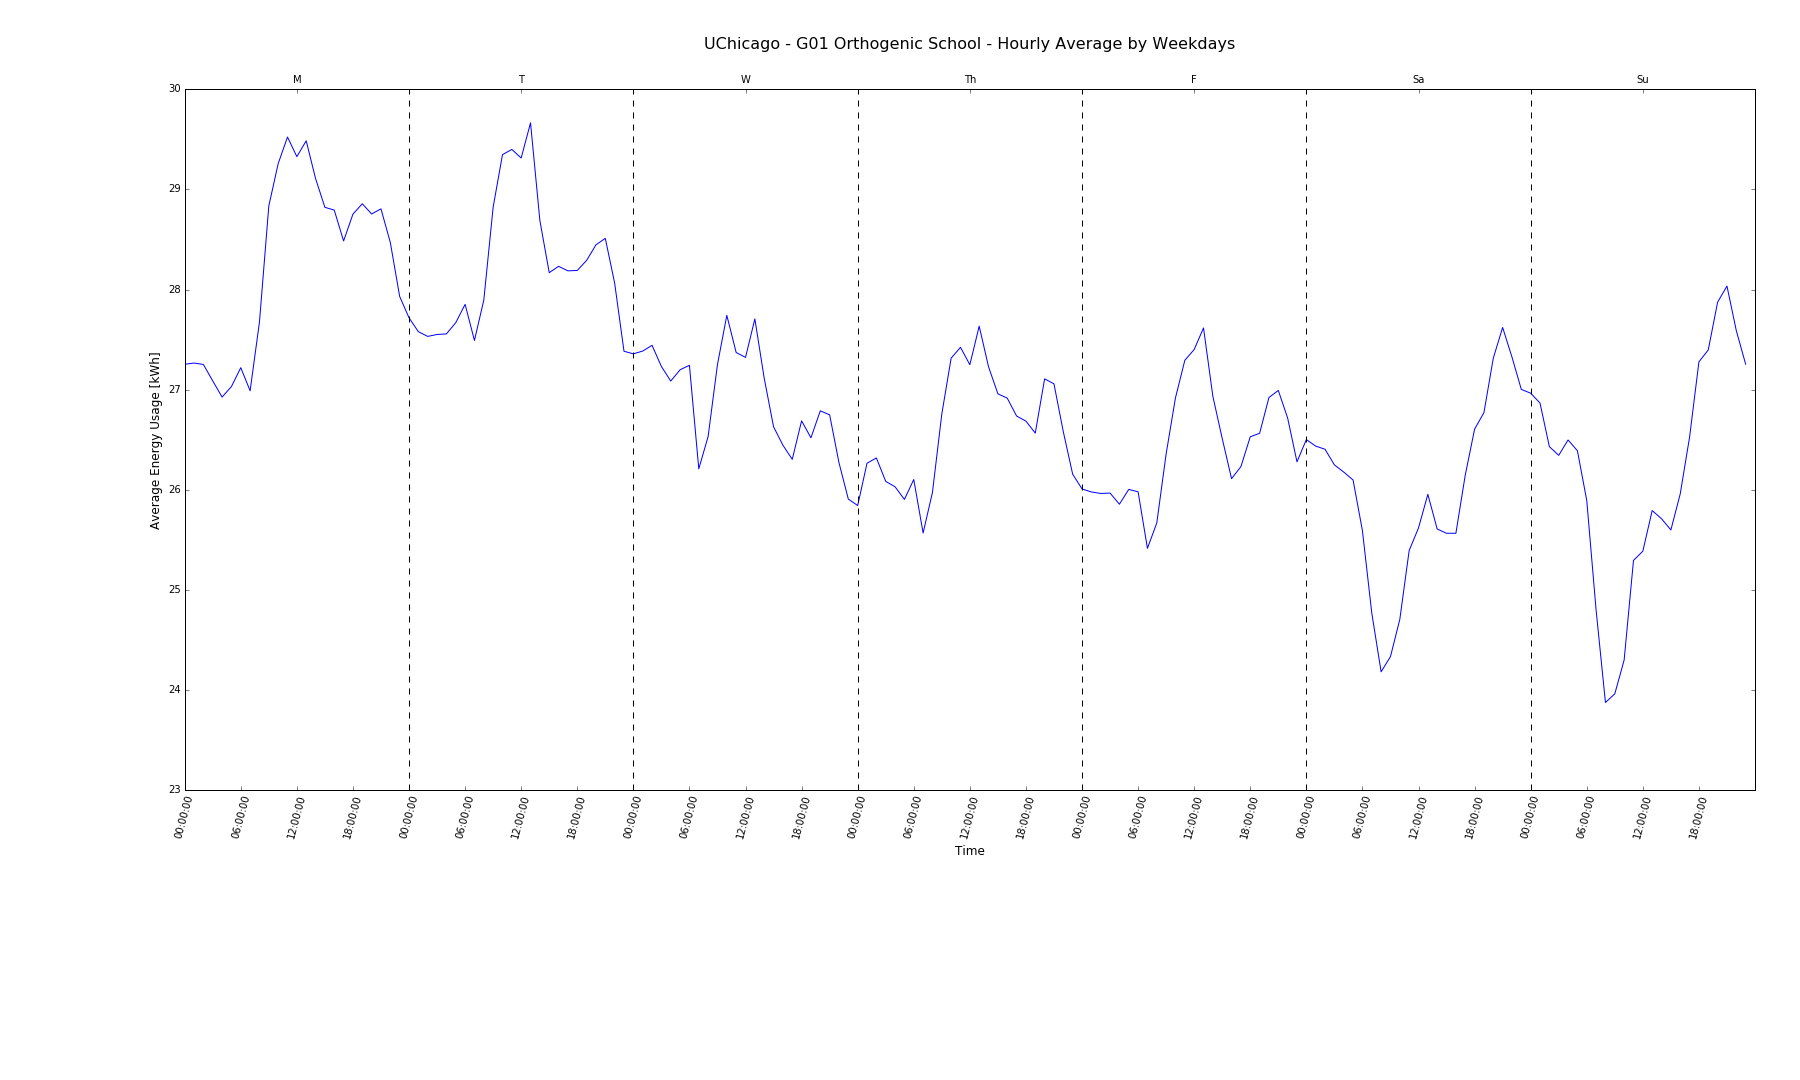 UChicago - G01 Orthogenic School - Hourly Average by Weekdays
M T W Th F Sa Su
30
29
28
27
26
25
24
23
Average Energy Usage [kWh]
00:00:00 06:00:00 12:00:00 18:00:00 00:00:00 06:00:00 12:00:00 18:00:00 00:00:00 06:00:00 12:00:00 18:00:00 00:00:00 06:00:00 12:00:00 18:00:00 00:00:00 06:00:00 12:00:00 18:00:00 00:00:00 06:00:00 12:00:00 18:00:00 00:00:00 06:00:00 12:00:00 18:00:00
Time